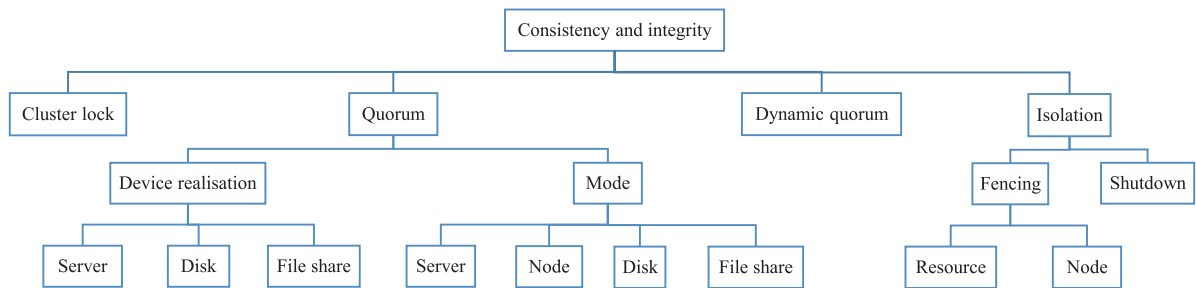 Consistency and integrity
Cluster lock
Quorum
Dynamic quorum
Isolation
Device realisation
Mode
Fencing
Shutdown
Server
Disk
File share
Server
Node
Disk
File share
Resource
Node